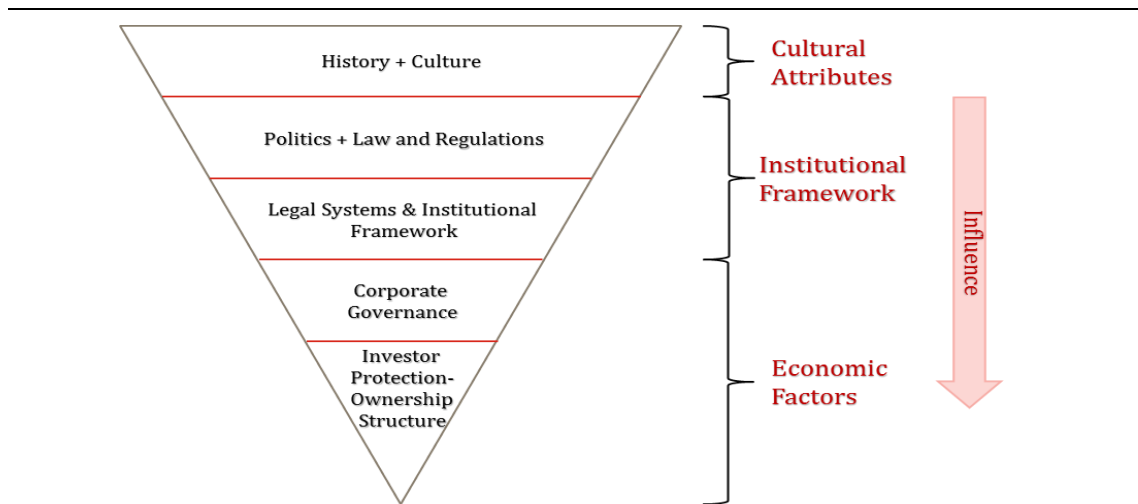 History + Culture
Cultural
Attributes
Politics + Law and Regulations
Institutional
Framework
Legal Systems & Institutional
Framework
Influence
Corporate
Governance
Investor
Protection-
Ownership
Structure
Economic
Factors